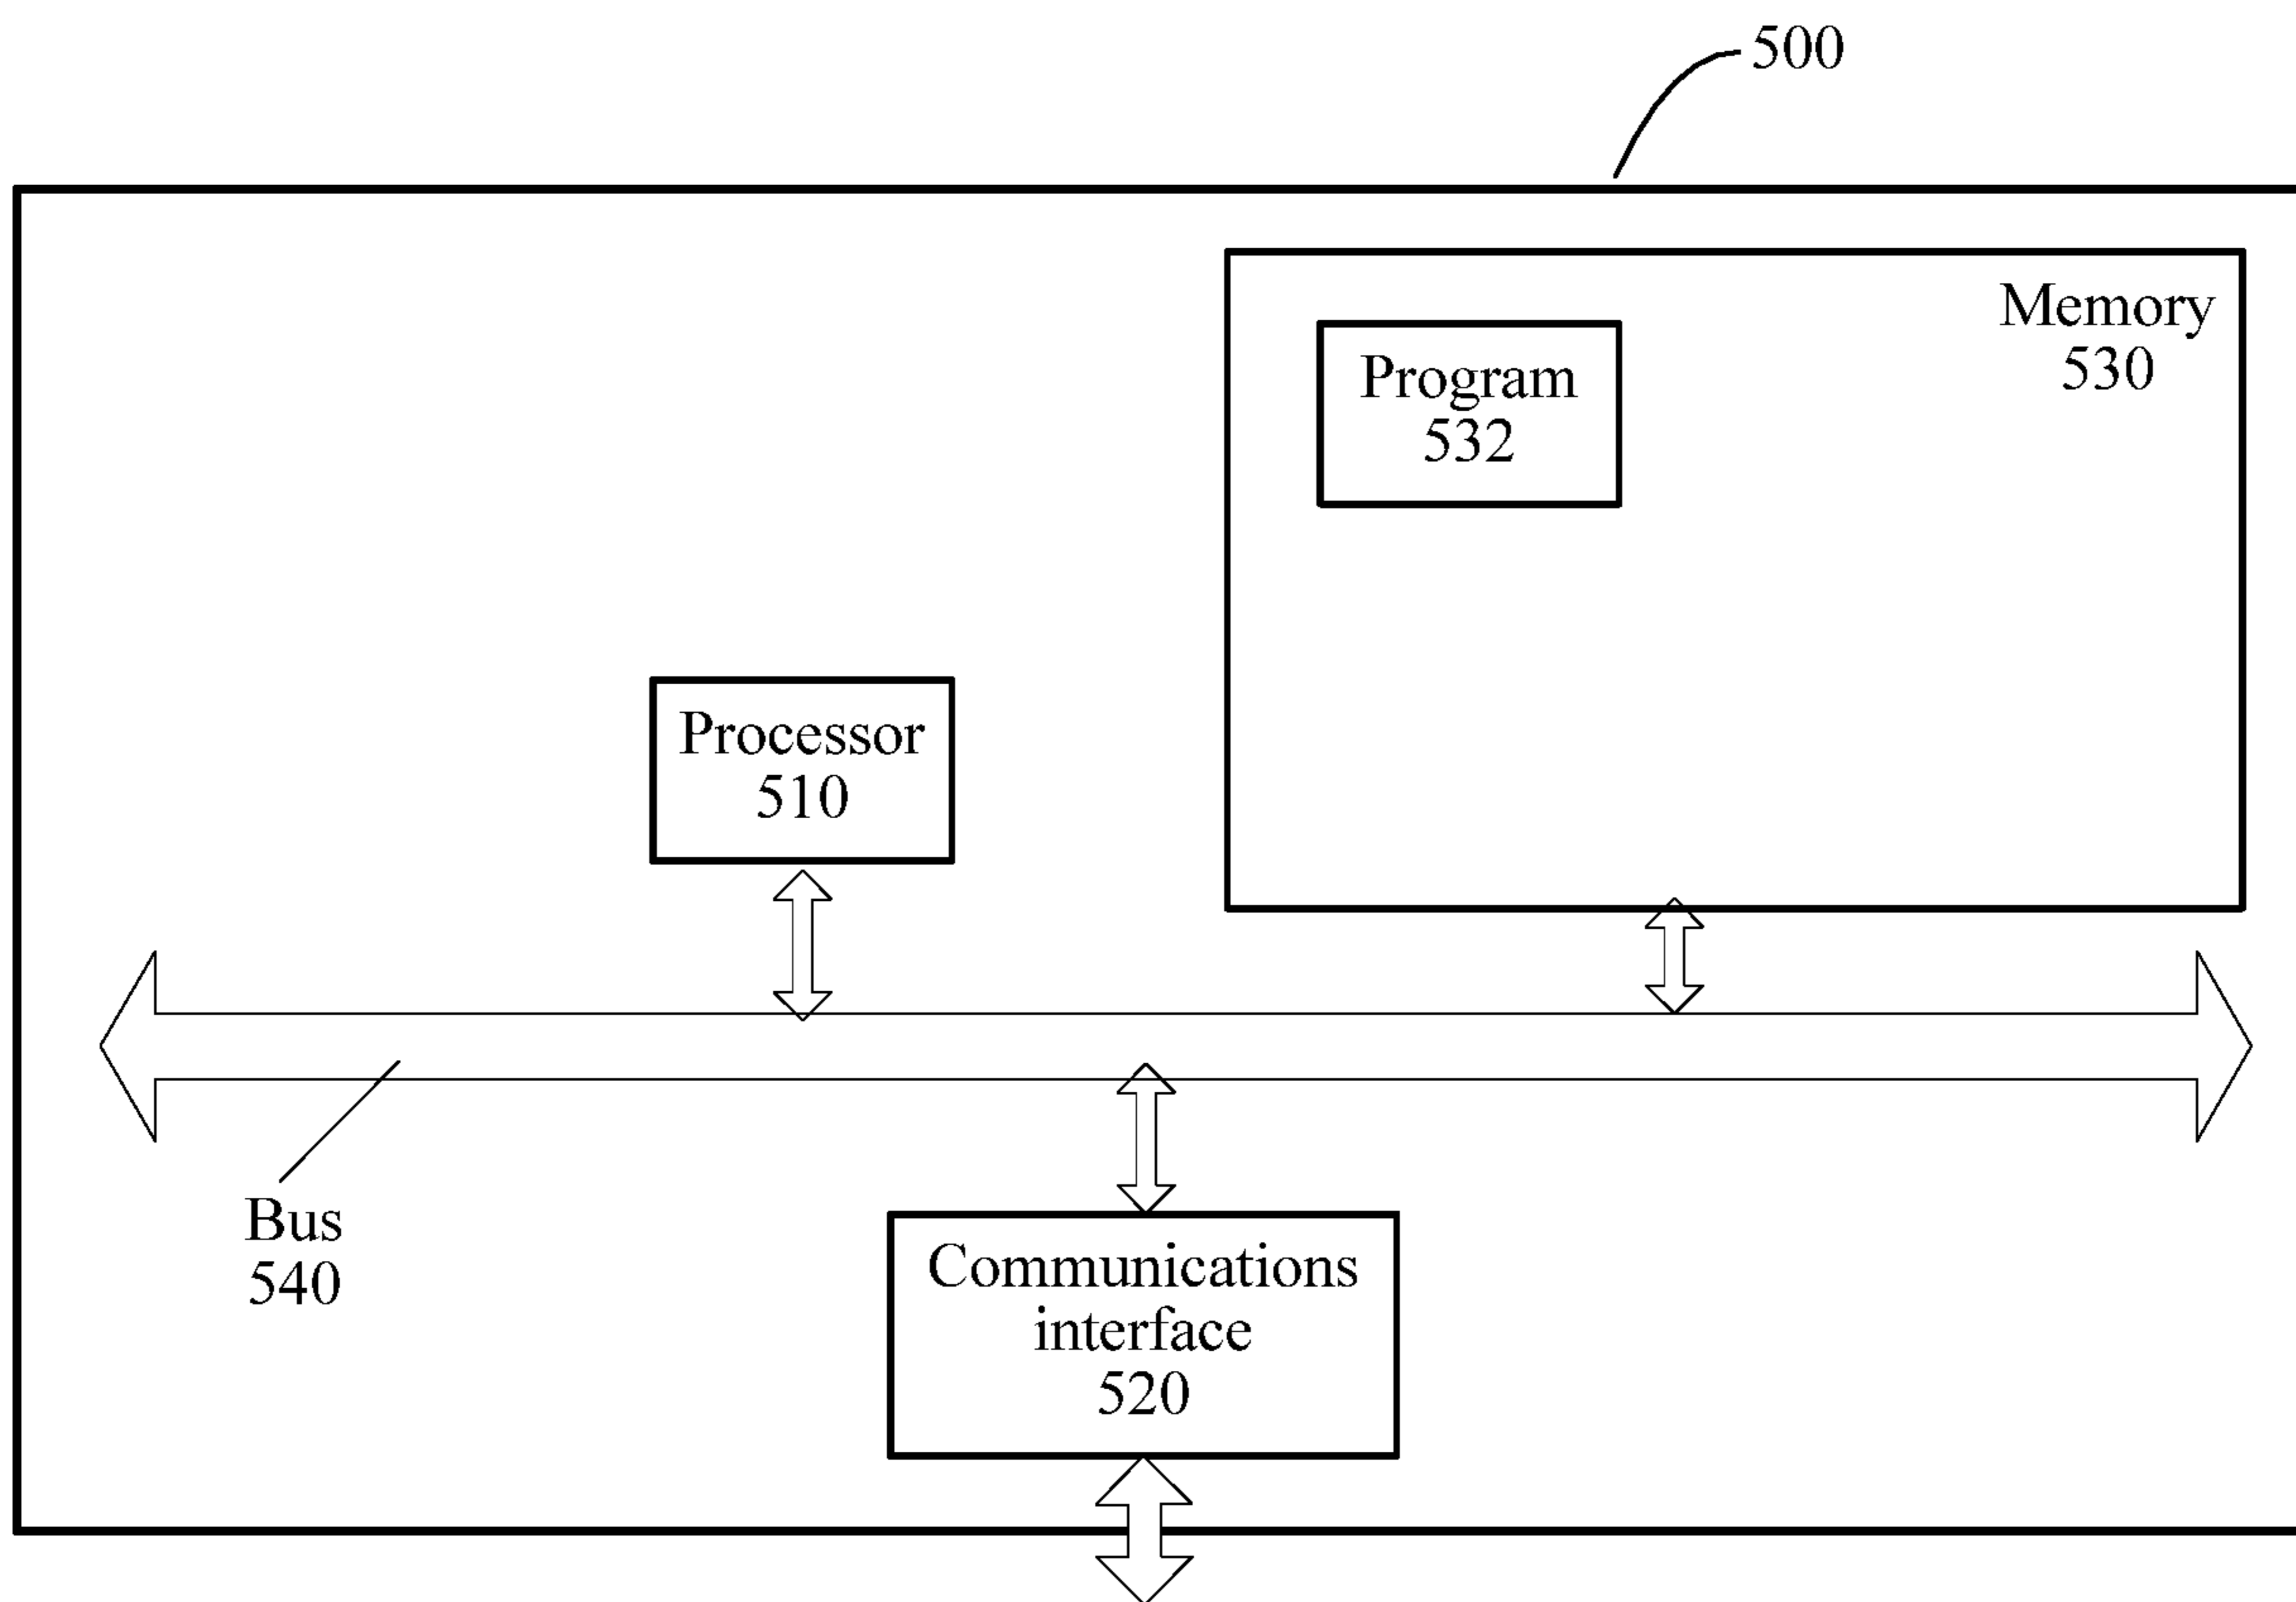 500
Memory
530
Program
532
Processor
510
Bus
540
Communications
interface
520